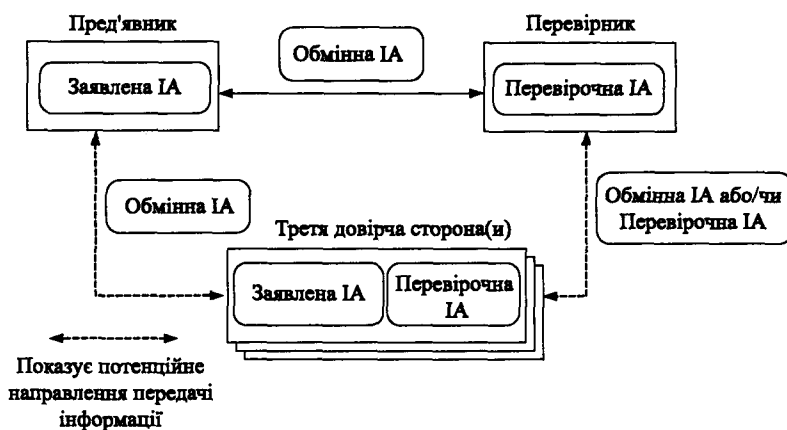 Пред'явник
Перевірник
Обмінна ІА
Заявлена ІА
Перевірочна ІА
Обмінна ІА
Обмінна ІА або/чи
Перевірочна ІА
Третя довірча сторона(и)
Заявлена ІА
Перевірочна
ІА
Показує потенційне
направлення передачі
інформації